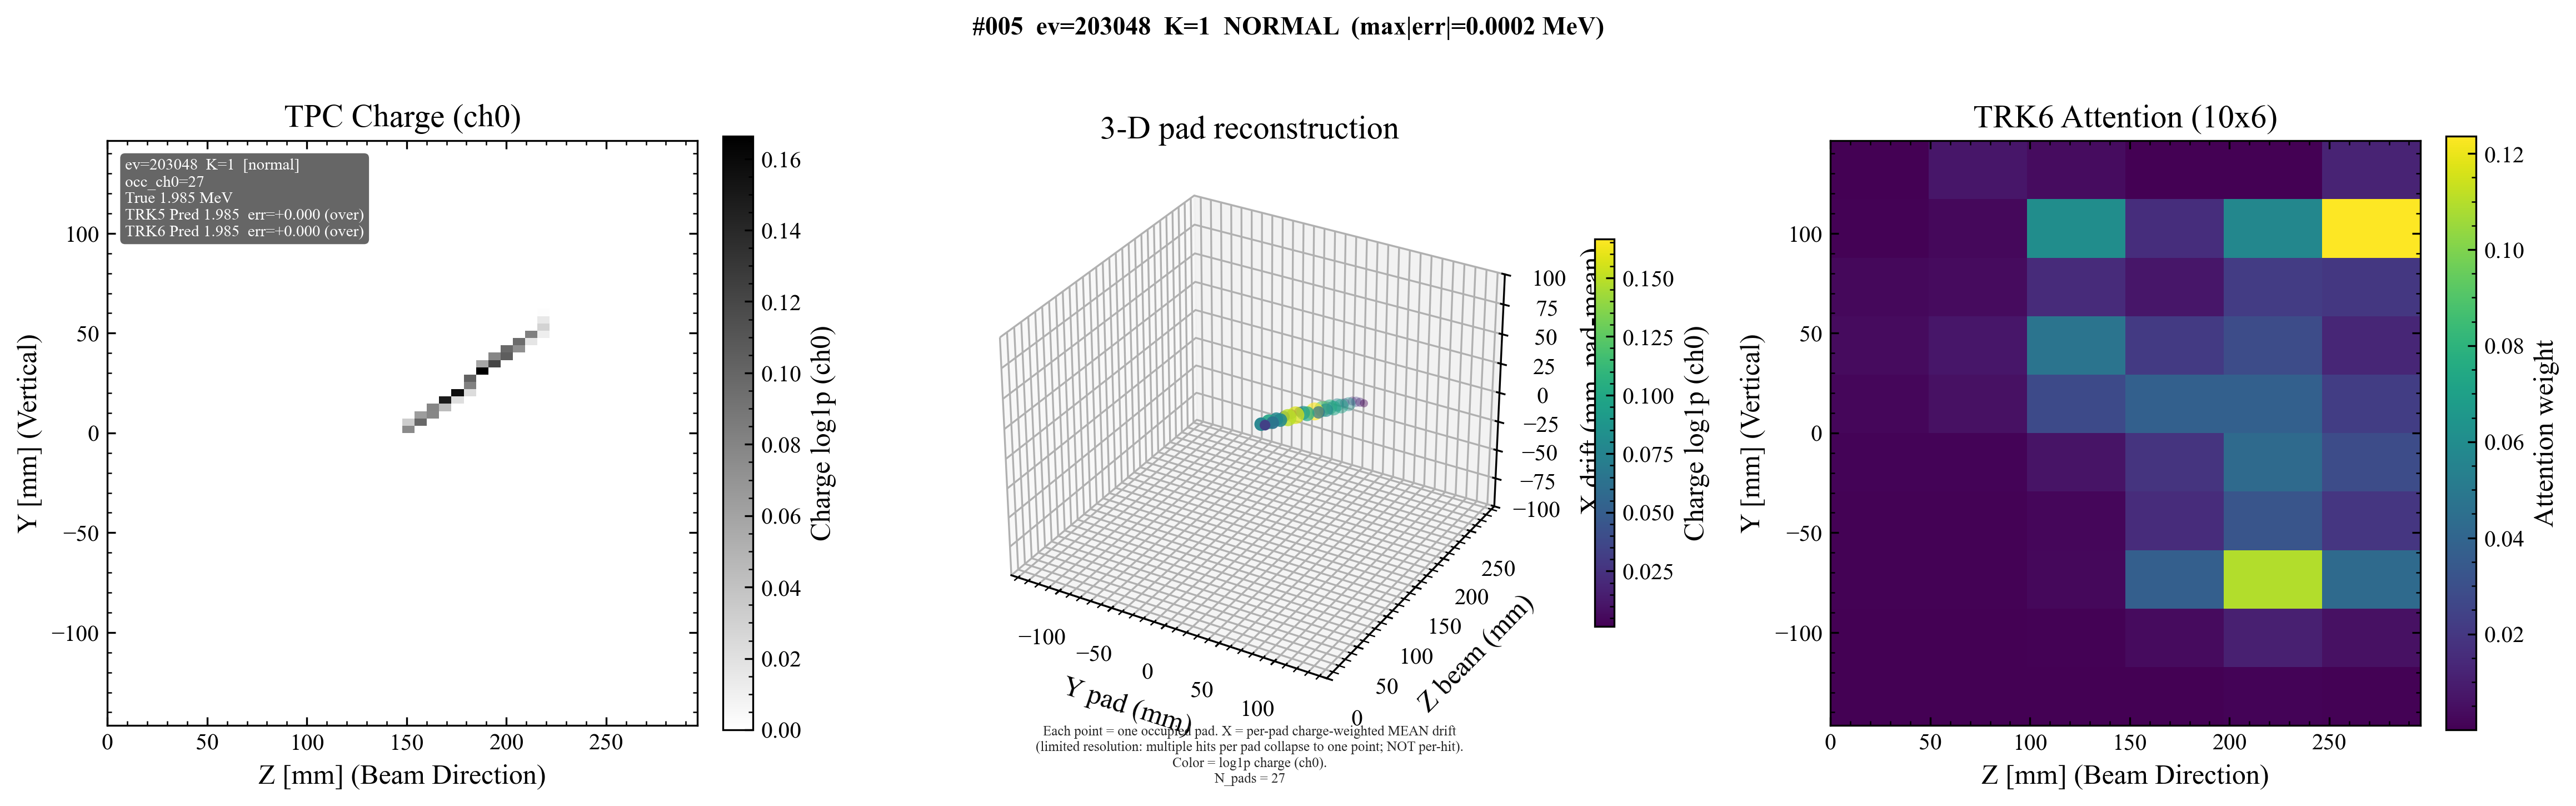 #005  ev=203048  K=1  NORMAL  (max|err|=0.0002 MeV)
TPC Charge (ch0)
ev=203048  K=1  [normal]
occ_ch0=27
True 1.985 MeV
TRK5 Pred 1.985  err=+0.000 (over)
TRK6 Pred 1.985  err=+0.000 (over)
Y [mm] (Vertical)
100
50
0
−50
−100
0
50
100
150
200
250
Z [mm] (Beam Direction)
0.16
0.14
0.12
0.10
0.08
0.06
0.04
0.02
0.00
Charge log1p (ch0)
3-D pad reconstruction
100
75
50
25
0
−25
−50
−75
−100
X drift (mm, pad-mean)
−100
−50
0
50
100
Y pad (mm)
0
50
100
150
200
250
Z beam (mm)
0.150
0.125
0.100
0.075
0.050
0.025
Charge log1p (ch0)
Each point = one occupied pad. X = per-pad charge-weighted MEAN drift
(limited resolution: multiple hits per pad collapse to one point; NOT per-hit).
Color = log1p charge (ch0).
N_pads = 27
TRK6 Attention (10x6)
Y [mm] (Vertical)
100
50
0
−50
−100
0
50
100
150
200
250
Z [mm] (Beam Direction)
0.12
0.10
0.08
0.06
0.04
0.02
Attention weight